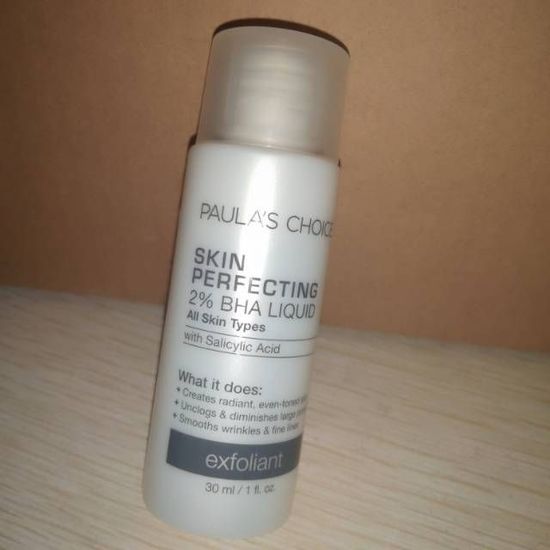 PAULA'S CHOICE
SKIN
PERFECTING
2% BHA LIQUID
All Skin Types
with Salicylic Acid
What it does:
• Creates radiant, even-toned
• Unclogs & diminishes large
• Smooths wrinkles & fine lines
exfoliant
30 ml / 1 fl. oz.